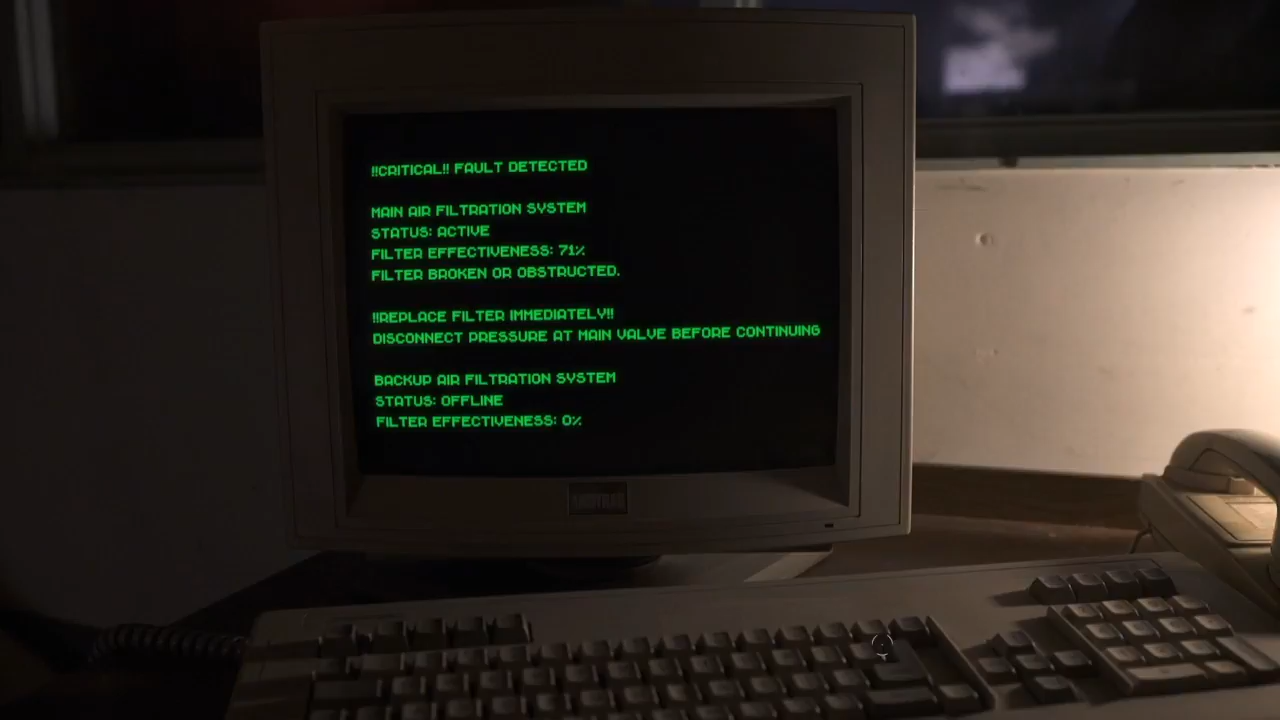 !!CRITICAL!! FAULT DETECTED
MAIN AIR FILTRATION SYSTEM
STATUS: ACTIVE
FILTER EFFECTIVENESS: 71%
FILTER BROKEN OR OBSTRUCTED.
!!REPLACE FILTER IMMEDIATELY!!
DISCONNECT PRESSURE AT MAIN VALVE BEFORE CONTINUING
BACKUP AIR FILTRATION SYSTEM
STATUS: OFFLINE
FILTER EFFECTIVENESS: 0%